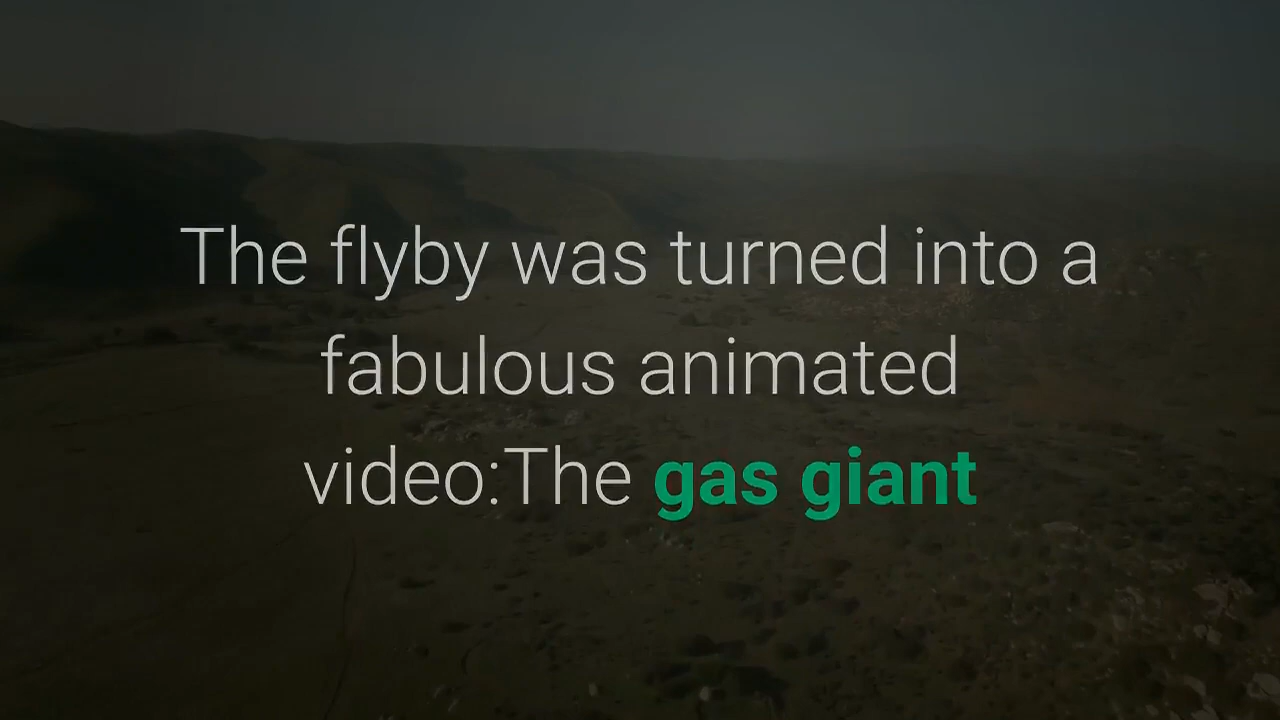 The flyby was turned into a
fabulous animated
video:The gas giant